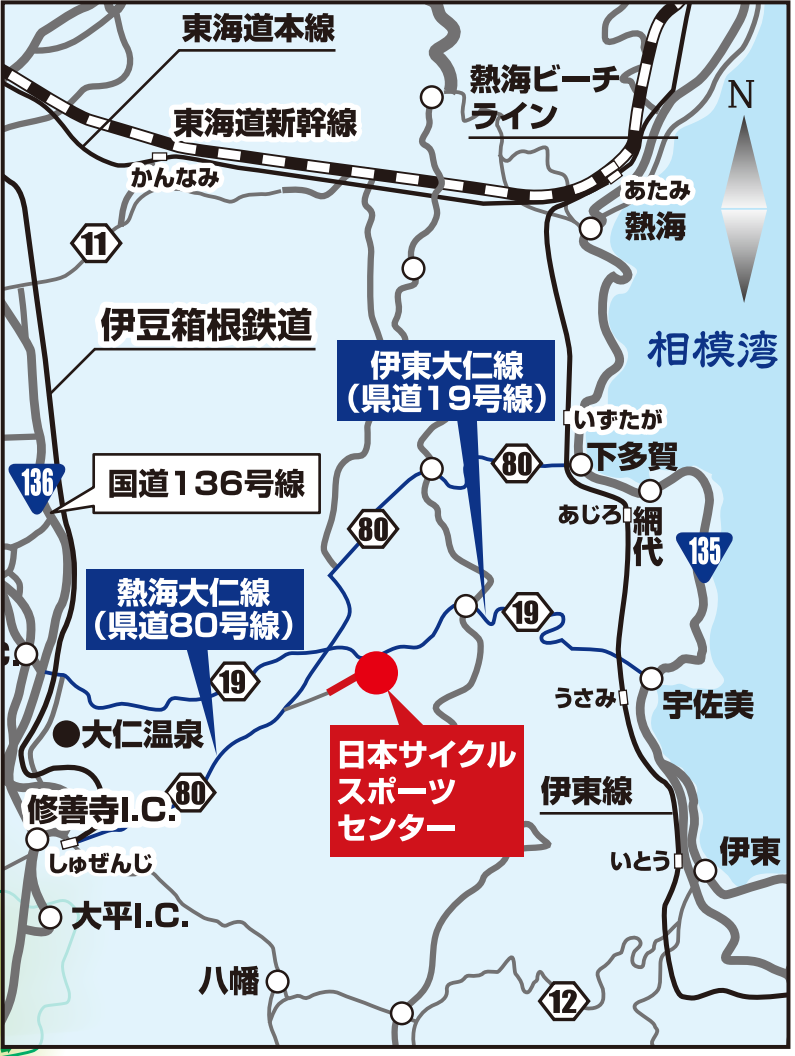 東海道本線
熱海ビーチ
ライン
N
東海道新幹線
かんなみ
あたみ
熱海
11
伊豆箱根鉄道
相模湾
伊東大仁線
（県道19号線）
いずたが
下多賀
80
136
国道136号線
あじろ
網代
80
135
熱海大仁線
（県道80号線）
19
19
うさみ
宇佐美
大仁温泉
日本サイクル
スポーツ
センター
80
伊東線
修善寺I.C.
しゅぜんじ
いとう
伊東
大平I.C.
八幡
12